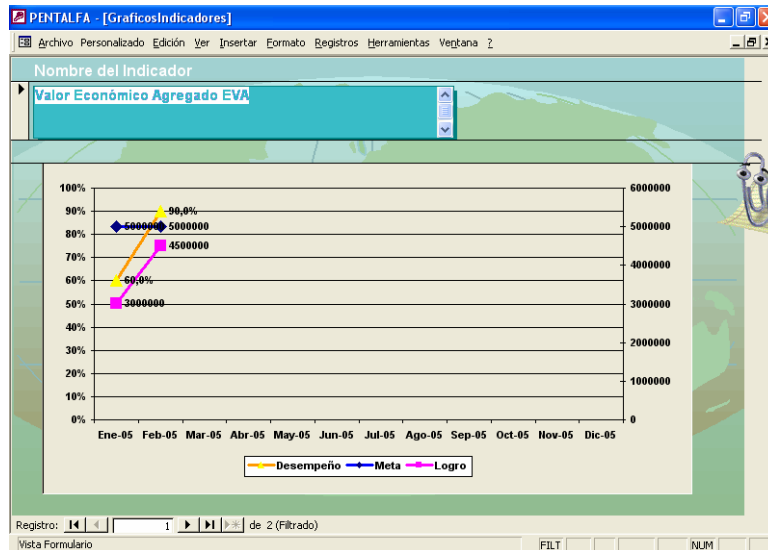 PENTALFA - [GraficosIndicadores]
Archivo Personalizado Edición Ver Insertar Formato Registros Herramientas Ventana ?
Nombre del Indicador
Valor Económico Agregado EVA
100%
90%
80%
70%
60%
50%
40%
30%
20%
10%
0%
6000000
5000000
4000000
3000000
2000000
1000000
0
90,0%
5000000 5000000
4500000
60,0%
3000000
Ene-05 Feb-05 Mar-05 Abr-05 May-05 Jun-05 Jul-05 Ago-05 Sep-05 Oct-05 Nov-05 Dic-05
Desempeño Meta Logro
Registro: 1 de 2 (Filtrado)
Vista Formulario FILT NUM